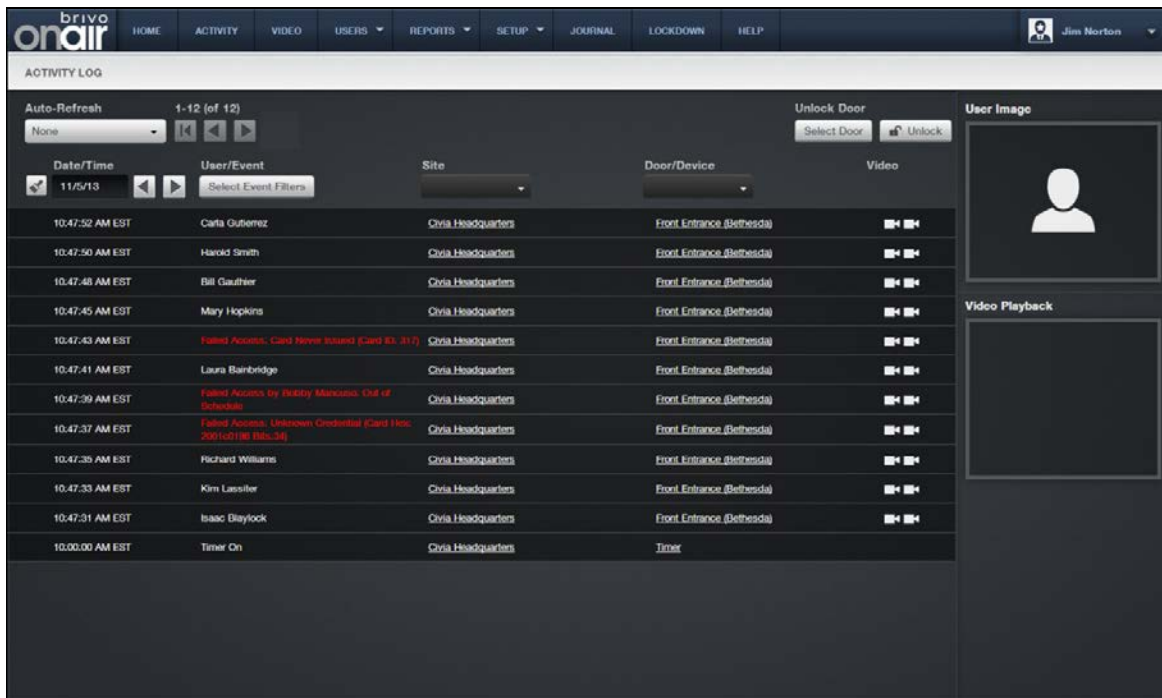 brivo
onair
HOME ACTIVITY VIDEO USERS REPORTS SETUP JOURNAL LOCKDOWN HELP Jim Norton
ACTIVITY LOG
Auto-Refresh 1-12 (of 12) Unlock Door User Image
None Select Door Unlock
Date/Time User/Event Site Door/Device Video
11/5/13 Select Event Filters
10:47:52 AM EST Carla Gutierrez Civia Headquarters Front Entrance (Bethesda)
10:47:50 AM EST Harold Smith Civia Headquarters Front Entrance (Bethesda)
10:47:48 AM EST Bill Gauthier Civia Headquarters Front Entrance (Bethesda)
10:47:45 AM EST Mary Hopkins Civia Headquarters Front Entrance (Bethesda)
Video Playback
10:47:43 AM EST Failed Access: Card Never Issued (Card ID: 317) Civia Headquarters Front Entrance (Bethesda)
10:47:41 AM EST Laura Bainbridge Civia Headquarters Front Entrance (Bethesda)
10:47:39 AM EST Failed Access by Bobby Mancuso: Out of
Schedule Civia Headquarters Front Entrance (Bethesda)
10:47:37 AM EST Failed Access: Unknown Credential (Card Hex:
Bits:34) Civia Headquarters Front Entrance (Bethesda)
10:47:35 AM EST Richard Williams Civia Headquarters Front Entrance (Bethesda)
10:47:33 AM EST Kim Lassiter Civia Headquarters Front Entrance (Bethesda)
10:47:31 AM EST Isaac Blaylock Civia Headquarters Front Entrance (Bethesda)
10:00:00 AM EST Timer On Civia Headquarters Timer